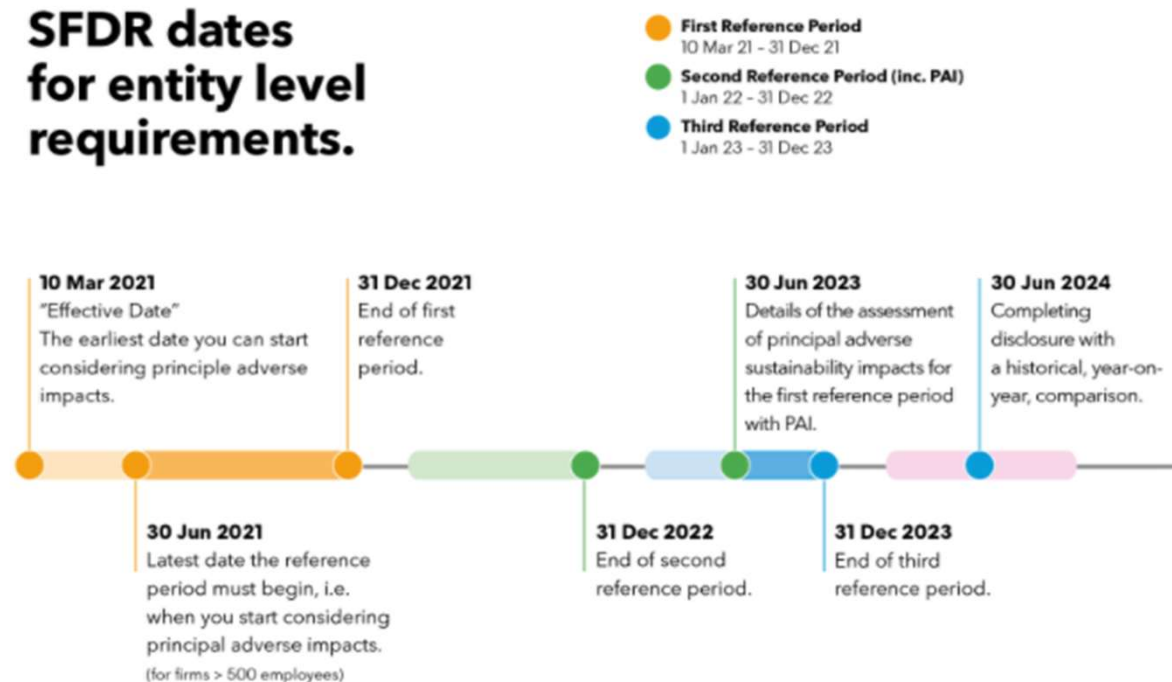 SFDR dates
for entity level
requirements.
First Reference Period
10 Mar 21 - 31 Dec 21
Second Reference Period (inc. PAI)
1 Jan 22 - 31 Dec 22
Third Reference Period
1 Jan 23 - 31 Dec 23
10 Mar 2021
"Effective Date"
The earliest date you can start
considering principle adverse
impacts.
31 Dec 2021
End of first
reference
period.
30 Jun 2023
Details of the assessment
of principal adverse
sustainability impacts for
the first reference period
with PAI.
30 Jun 2024
Completing
disclosure with
a historical, year-on-
year, comparison.
30 Jun 2021
Latest date the reference
period must begin, i.e.
when you start considering
principal adverse impacts.
(for firms > 500 employees)
31 Dec 2022
End of second
reference period.
31 Dec 2023
End of third
reference period.